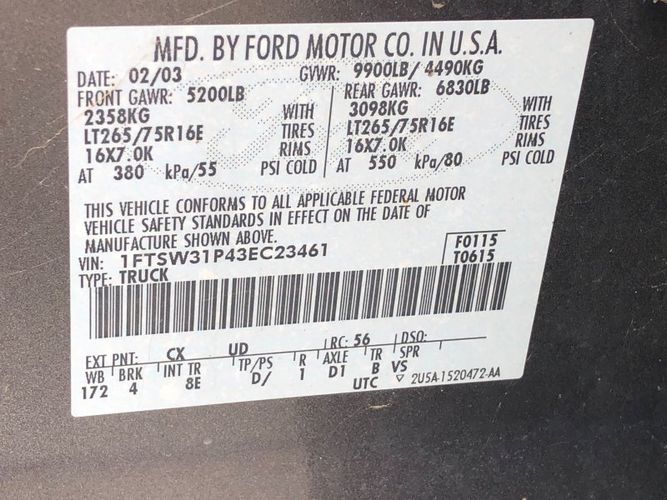 MFD. BY FORD MOTOR CO. IN U.S.A.
DATE: 02/03 GVWR: 9900LB/ 4490KG
FRONT GAWR: 5200LB REAR GAWR: 6830LB
2358KG WITH 3098KG WITH
LT265/75R16E TIRES LT265/75R16E TIRES
16X7.0K RIMS 16X7.0K RIMS
AT 380 kPa/55 PSI COLD AT 550 kPa/80 PSI COLD
THIS VEHICLE CONFORMS TO ALL APPLICABLE FEDERAL MOTOR
VEHICLE SAFETY STANDARDS IN EFFECT ON THE DATE OF
MANUFACTURE SHOWN ABOVE.
VIN: 1FTSW31P43EC23461 F0115
TYPE: TRUCK T0615
EXT PNT: CX UD RC: 56 DSO:
WB BRK INT TR TP/PS R AXLE TR SPR
172 4 8E D/ 1 D1 B VS
UTC ▽ 2U5A-1520472-AA